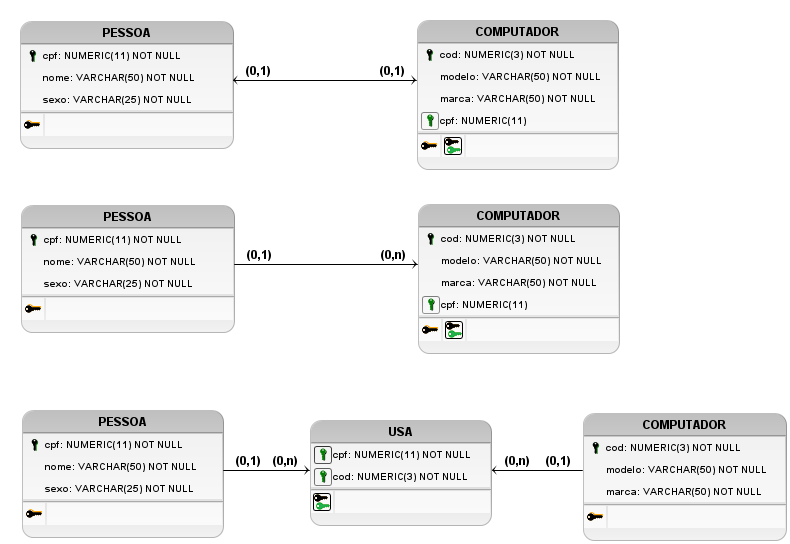 PESSOA
cpf: NUMERIC(11) NOT NULL
nome: VARCHAR(50) NOT NULL
sexo: VARCHAR(25) NOT NULL
(0,1)
(0,1)
COMPUTADOR
cod: NUMERIC(3) NOT NULL
modelo: VARCHAR(50) NOT NULL
marca: VARCHAR(50) NOT NULL
cpf: NUMERIC(11)
PESSOA
cpf: NUMERIC(11) NOT NULL
nome: VARCHAR(50) NOT NULL
sexo: VARCHAR(25) NOT NULL
(0,1)
(0,n)
COMPUTADOR
cod: NUMERIC(3) NOT NULL
modelo: VARCHAR(50) NOT NULL
marca: VARCHAR(50) NOT NULL
cpf: NUMERIC(11)
PESSOA
cpf: NUMERIC(11) NOT NULL
nome: VARCHAR(50) NOT NULL
sexo: VARCHAR(25) NOT NULL
(0,1)
(0,n)
USA
cpf: NUMERIC(11) NOT NULL
cod: NUMERIC(3) NOT NULL
(0,n)
(0,1)
COMPUTADOR
cod: NUMERIC(3) NOT NULL
modelo: VARCHAR(50) NOT NULL
marca: VARCHAR(50) NOT NULL